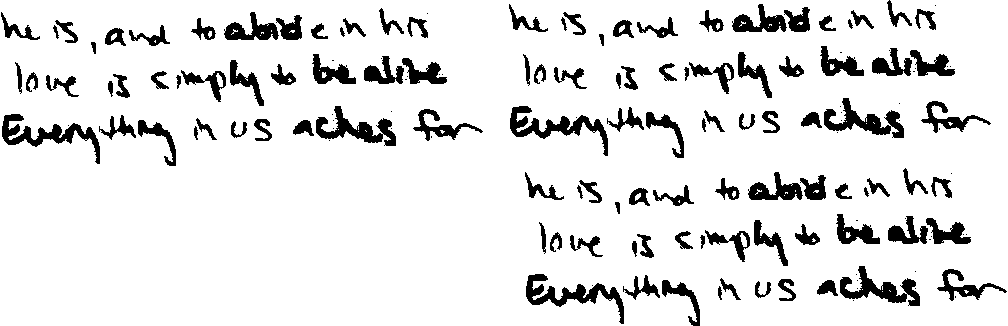 he is, and to abide in his
love is simply to be alive
Everything in us aches for
he is, and to abide in his
love is simply to be alive
Everything in us aches for
he is, and to abide in his
love is simply to be alive
Everything in us aches for